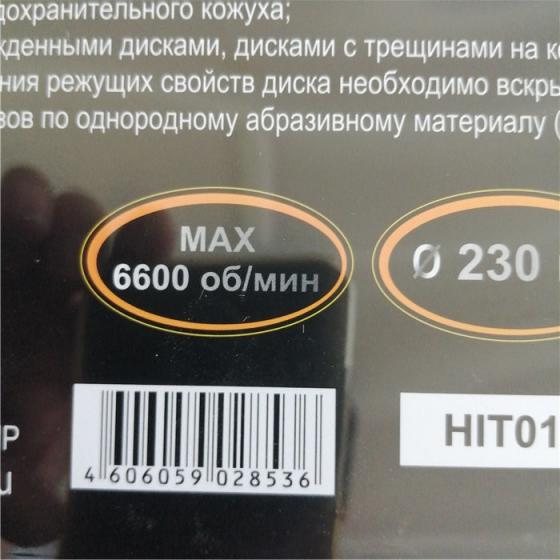 дохранительного кожуха;
жденными дисками, дисками с трещинами на ко
ния режущих свойств диска необходимо вскры
зов по однородному абразивному материалу (
MAX
6600 об/мин
Ø 230
HIT01
4 606059 028536